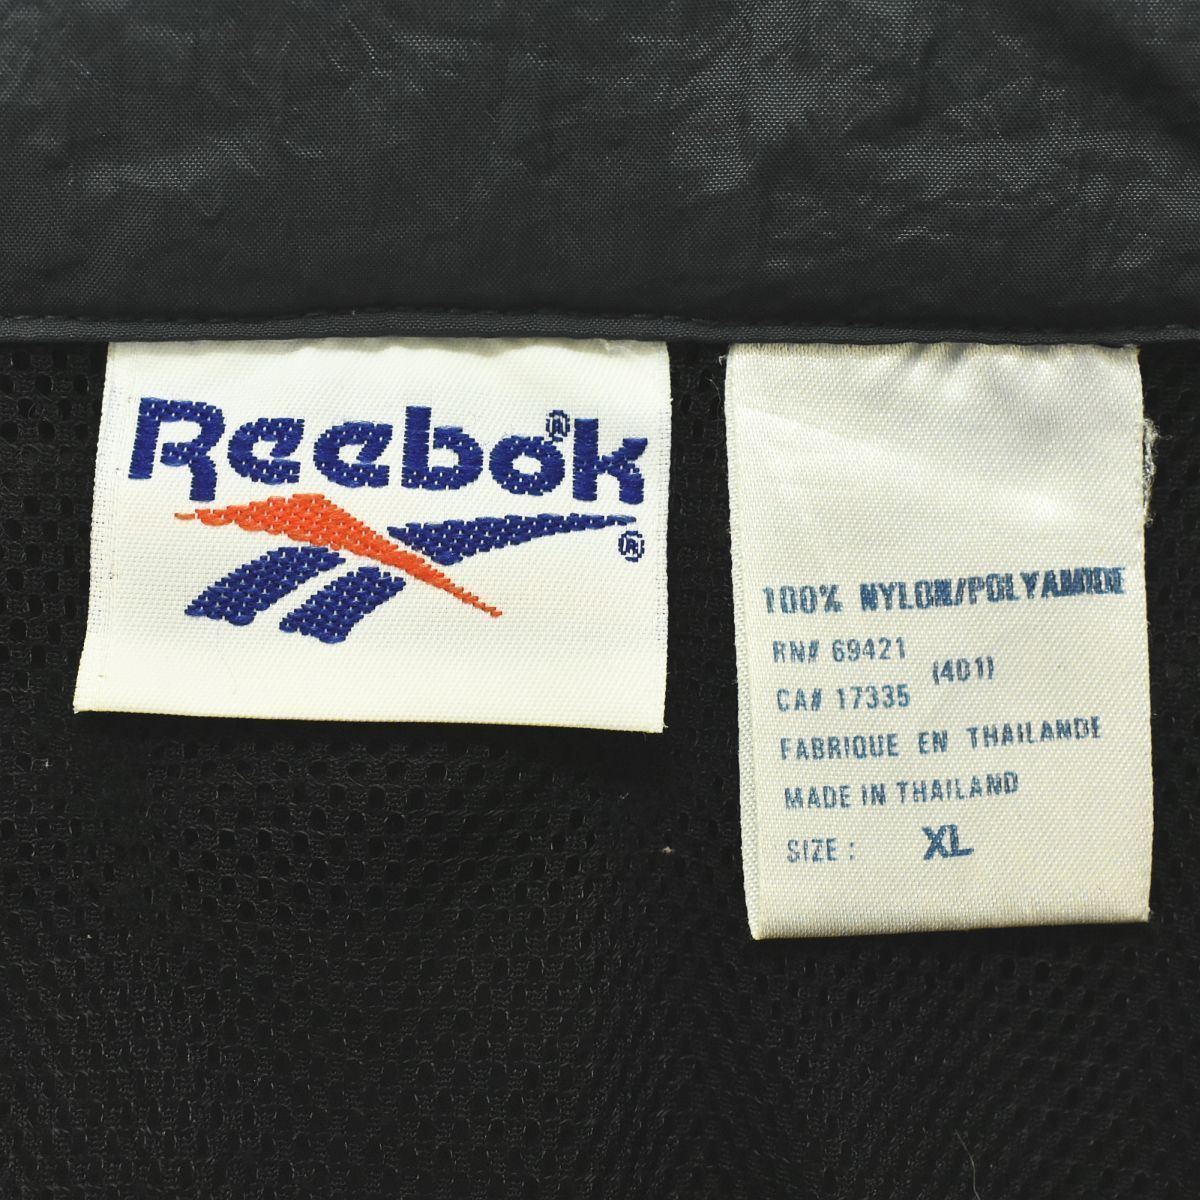 Reebok®
®
100% NYLON/POLYAMIDE
RN# 69421
(401)
CA# 17335
FABRIQUE EN THAILANDE
MADE IN THAILAND
SIZE : XL